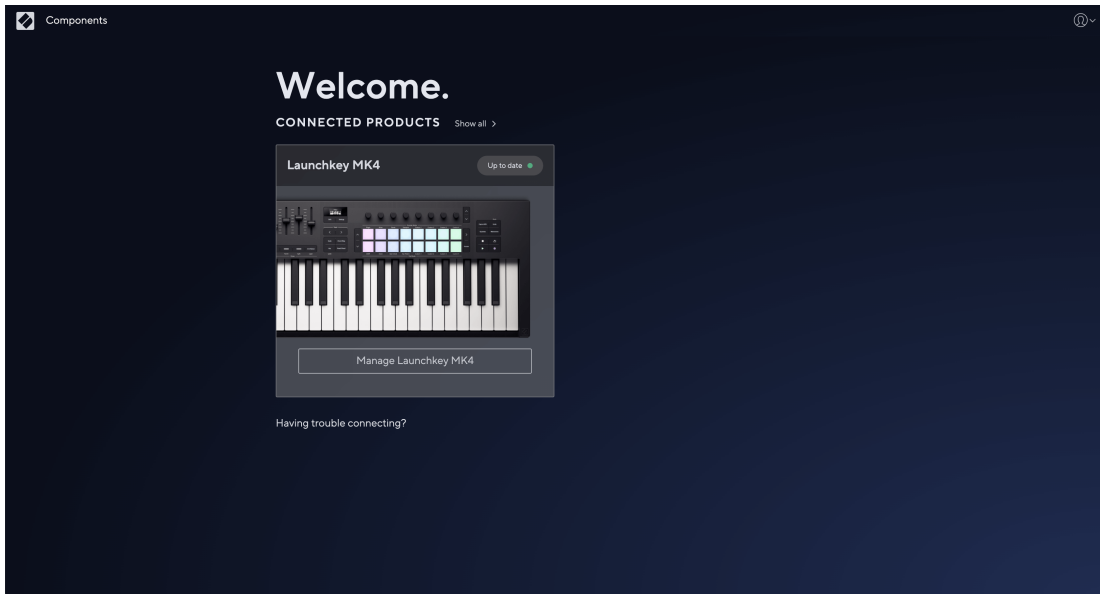 Components
Welcome.
CONNECTED PRODUCTS Show all
Launchkey MK4 Up to date
Manage Launchkey MK4
Having trouble connecting?